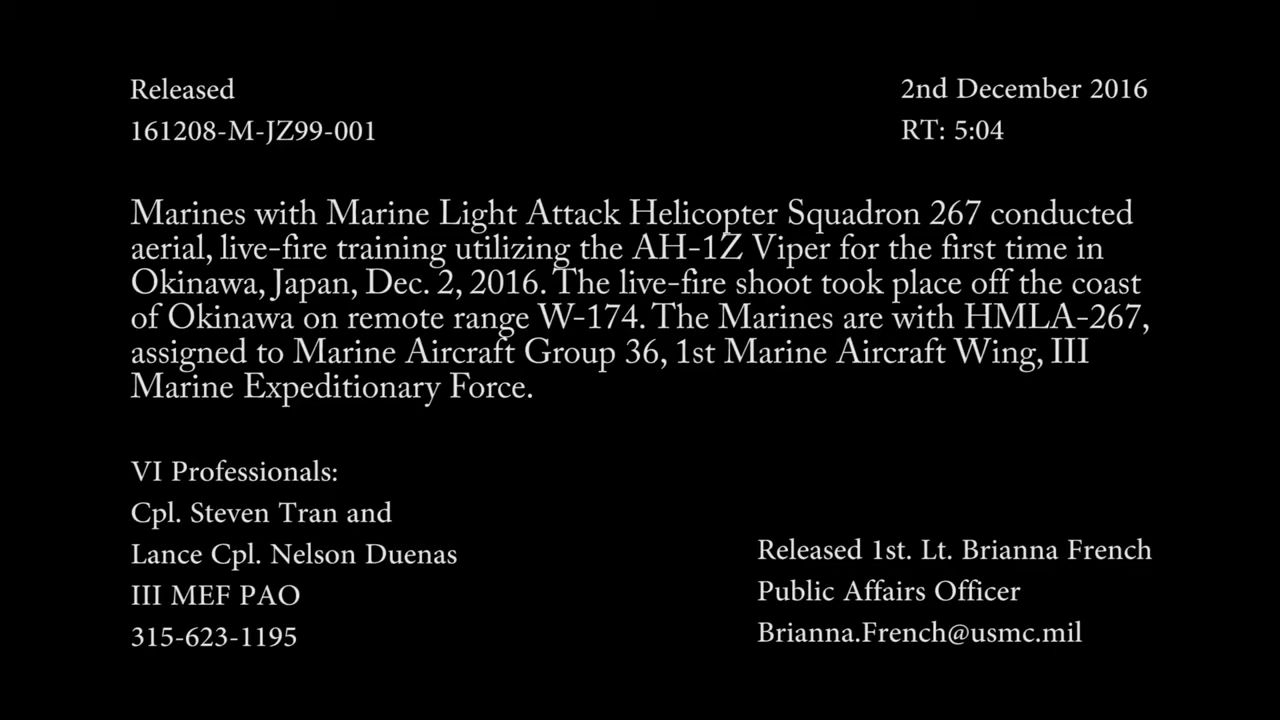 Released
161208-M-JZ99-001
2nd December 2016
RT: 5:04
Marines with Marine Light Attack Helicopter Squadron 267 conducted
aerial, live-fire training utilizing the AH-1Z Viper for the first time in
Okinawa, Japan, Dec. 2, 2016. The live-fire shoot took place off the coast
of Okinawa on remote range W-174. The Marines are with HMLA-267,
assigned to Marine Aircraft Group 36, 1st Marine Aircraft Wing, III
Marine Expeditionary Force.
VI Professionals:
Cpl. Steven Tran and
Lance Cpl. Nelson Duenas
III MEF PAO
315-623-1195
Released 1st. Lt. Brianna French
Public Affairs Officer
Brianna.French@usmc.mil